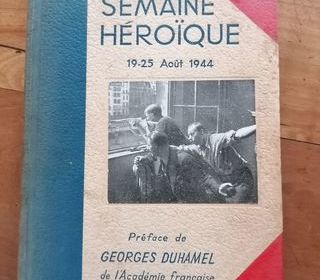 SEMAINE
HÉROÏQUE
19-25 Août 1944
Préface de
GEORGES DUHAMEL
de l'Académie française